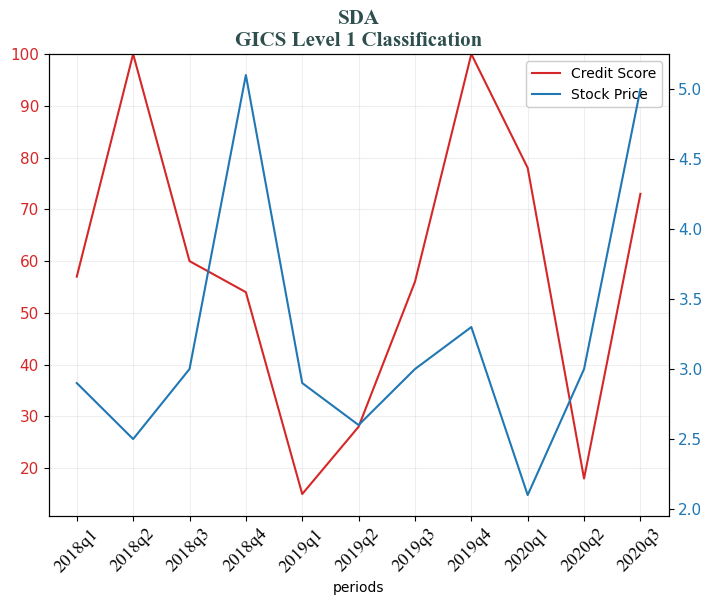 SDA
GICS Level 1 Classification
100
90
80
70
60
50
40
30
20
Credit Score
Stock Price
5.0
4.5
4.0
3.5
3.0
2.5
2.0
2018q1
2018q2
2018q3
2018q4
2019q1
2019q2
2019q3
2019q4
2020q1
2020q2
2020q3
periods